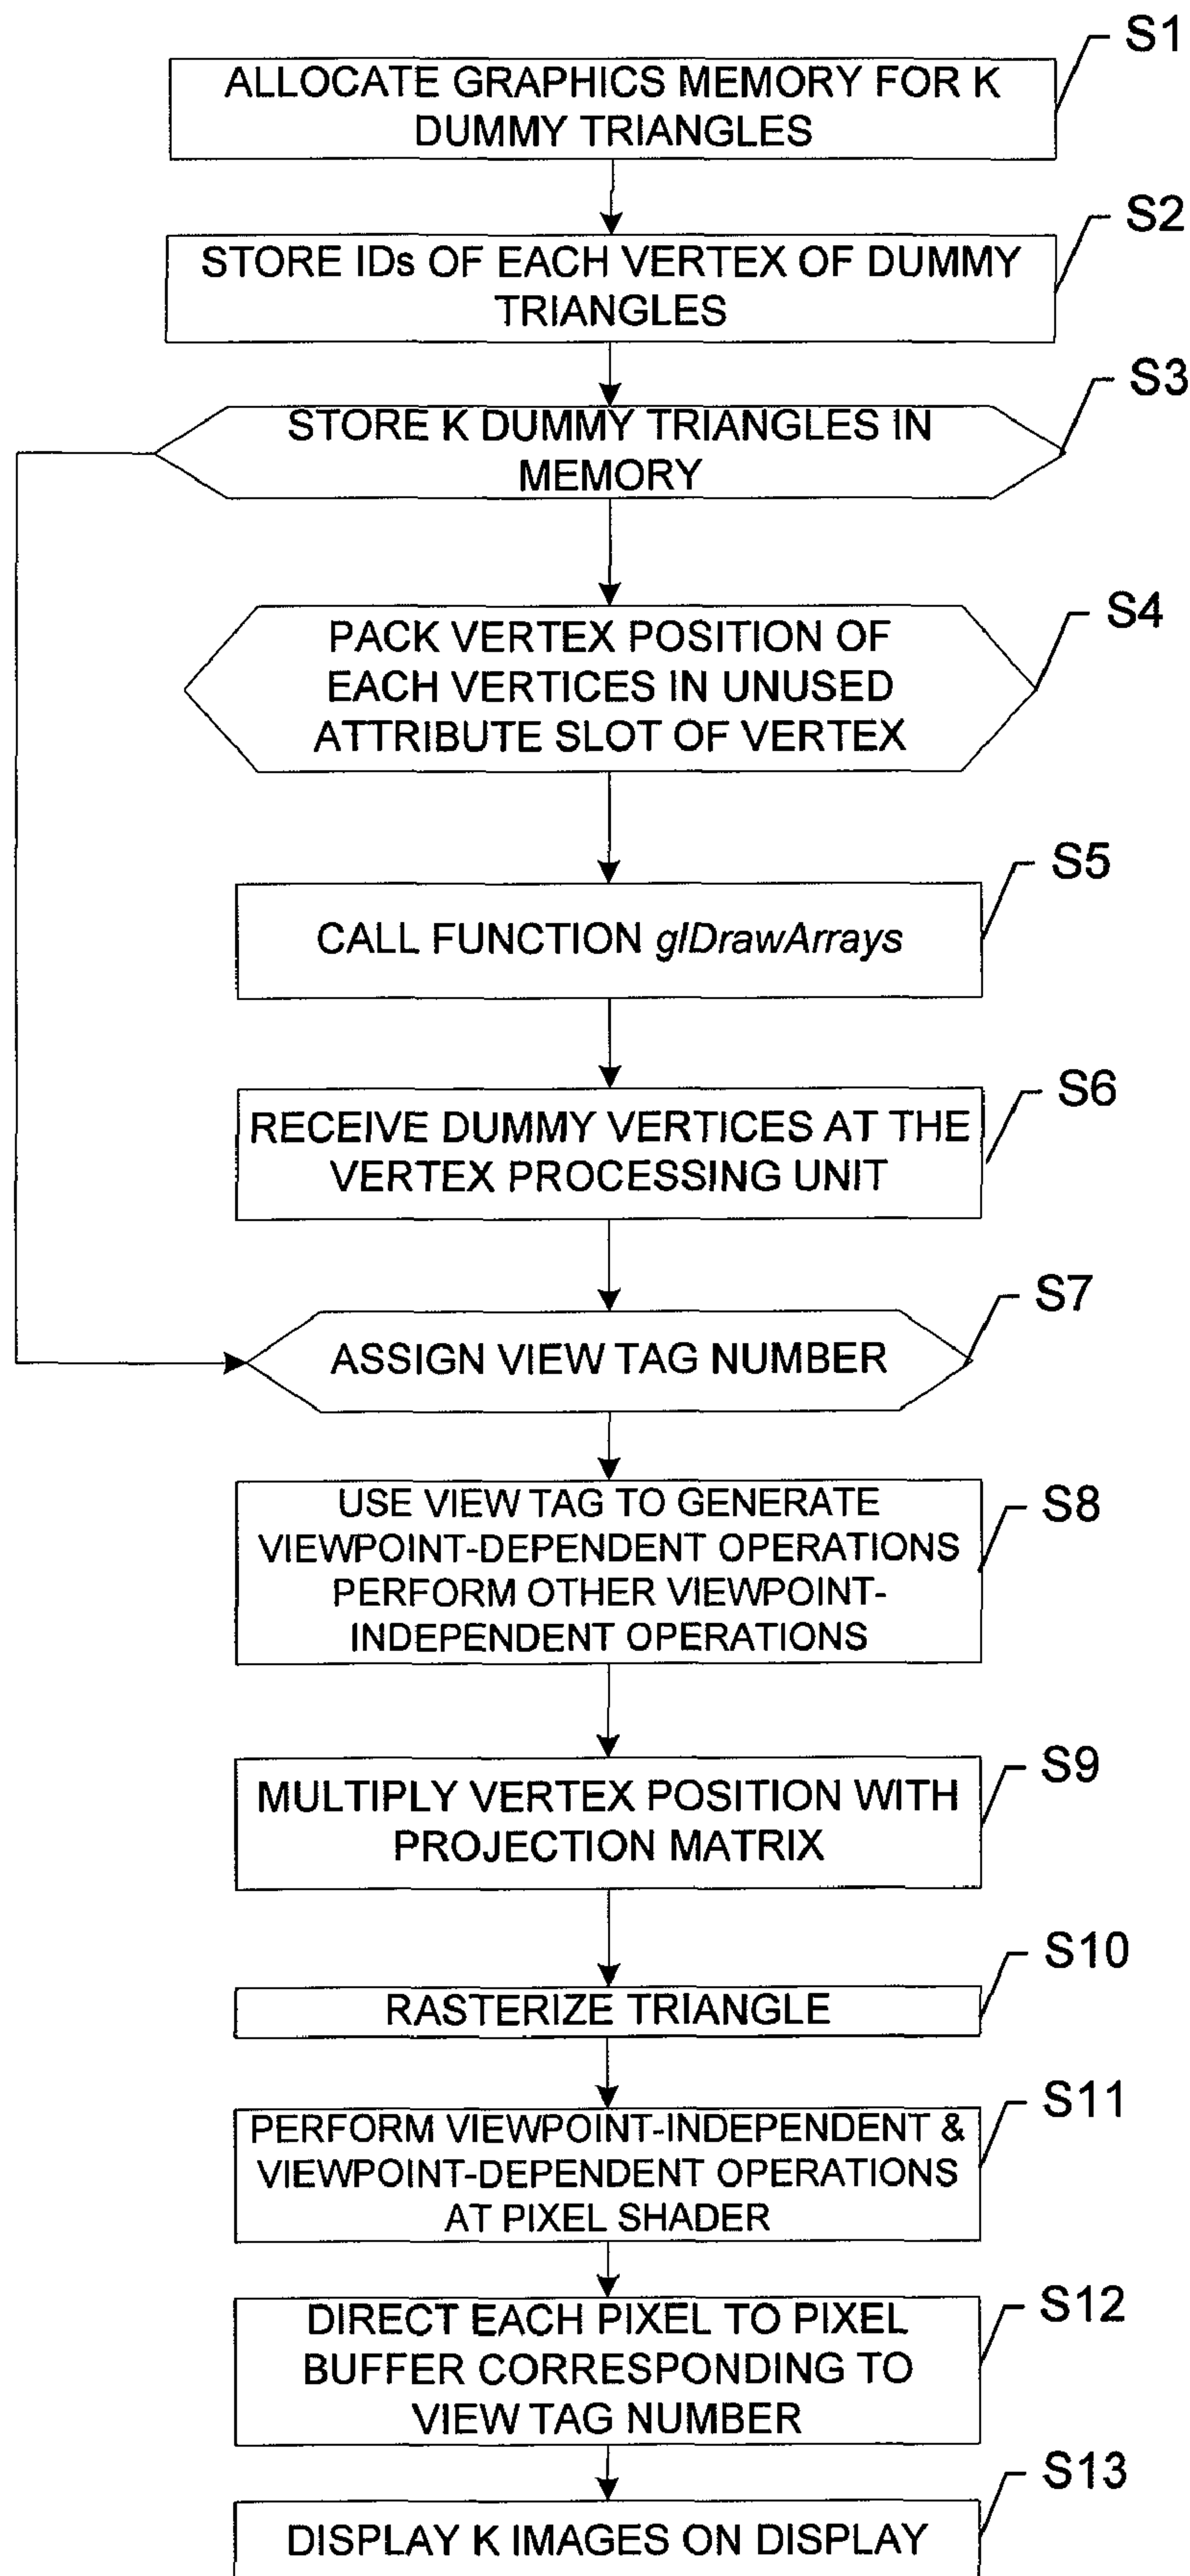 S1
ALLOCATE GRAPHICS MEMORY FOR K
DUMMY TRIANGLES
S2
STORE IDs OF EACH VERTEX OF DUMMY
TRIANGLES
S3
STORE K DUMMY TRIANGLES IN
MEMORY
S4
PACK VERTEX POSITION OF
EACH VERTICES IN UNUSED
ATTRIBUTE SLOT OF VERTEX
S5
CALL FUNCTION glDrawArrays
S6
RECEIVE DUMMY VERTICES AT THE
VERTEX PROCESSING UNIT
S7
ASSIGN VIEW TAG NUMBER
S8
USE VIEW TAG TO GENERATE
VIEWPOINT-DEPENDENT OPERATIONS
PERFORM OTHER VIEWPOINT-
INDEPENDENT OPERATIONS
S9
MULTIPLY VERTEX POSITION WITH
PROJECTION MATRIX
S10
RASTERIZE TRIANGLE
S11
PERFORM VIEWPOINT-INDEPENDENT &
VIEWPOINT-DEPENDENT OPERATIONS
AT PIXEL SHADER
S12
DIRECT EACH PIXEL TO PIXEL
BUFFER CORRESPONDING TO
VIEW TAG NUMBER
S13
DISPLAY K IMAGES ON DISPLAY